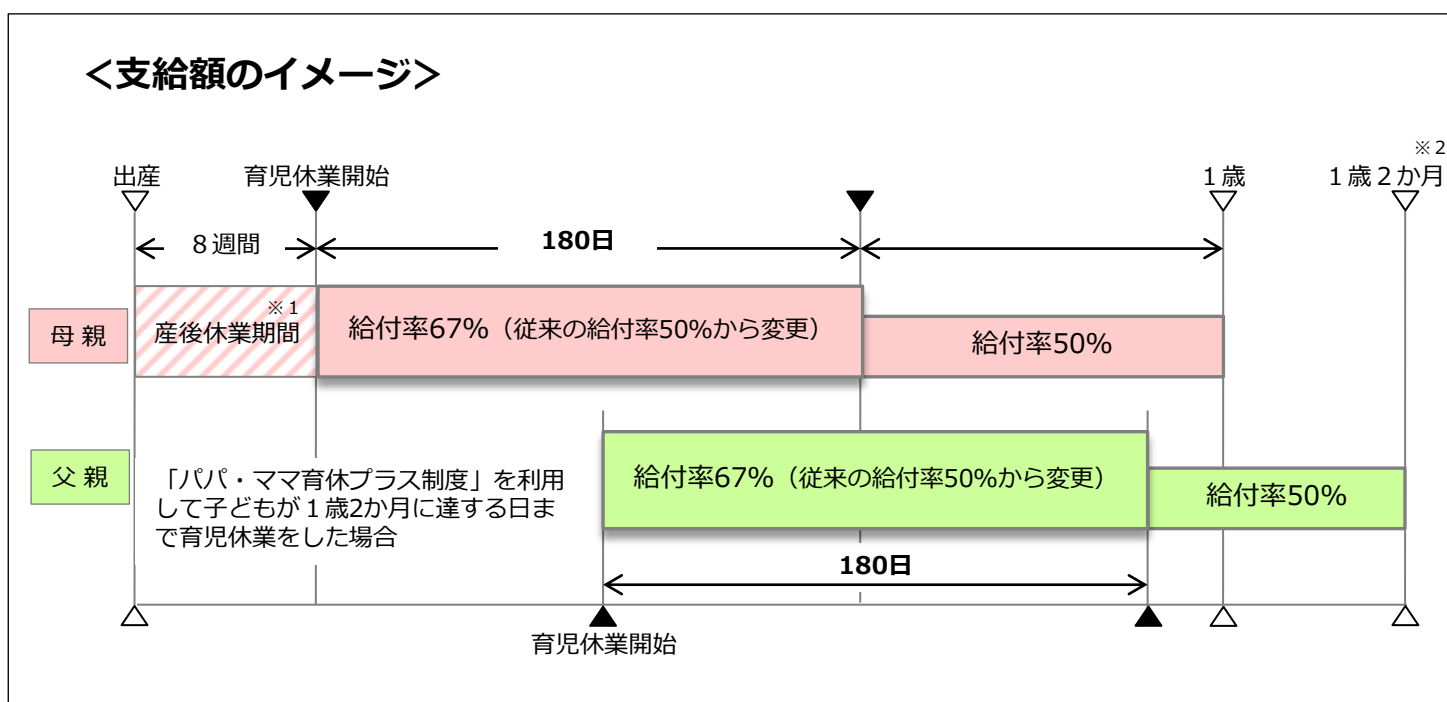 ＜支給額のイメージ＞
※２
出産
育児休業開始
１歳
１歳２か月
８週間
180日
※１
母 親
産後休業期間
給付率67%（従来の給付率50%から変更）
給付率50%
父 親
「パパ・ママ育休プラス制度」を利用
して子どもが１歳2か月に達する日ま
で育児休業をした場合
給付率67%（従来の給付率50%から変更）
給付率50%
180日
育児休業開始